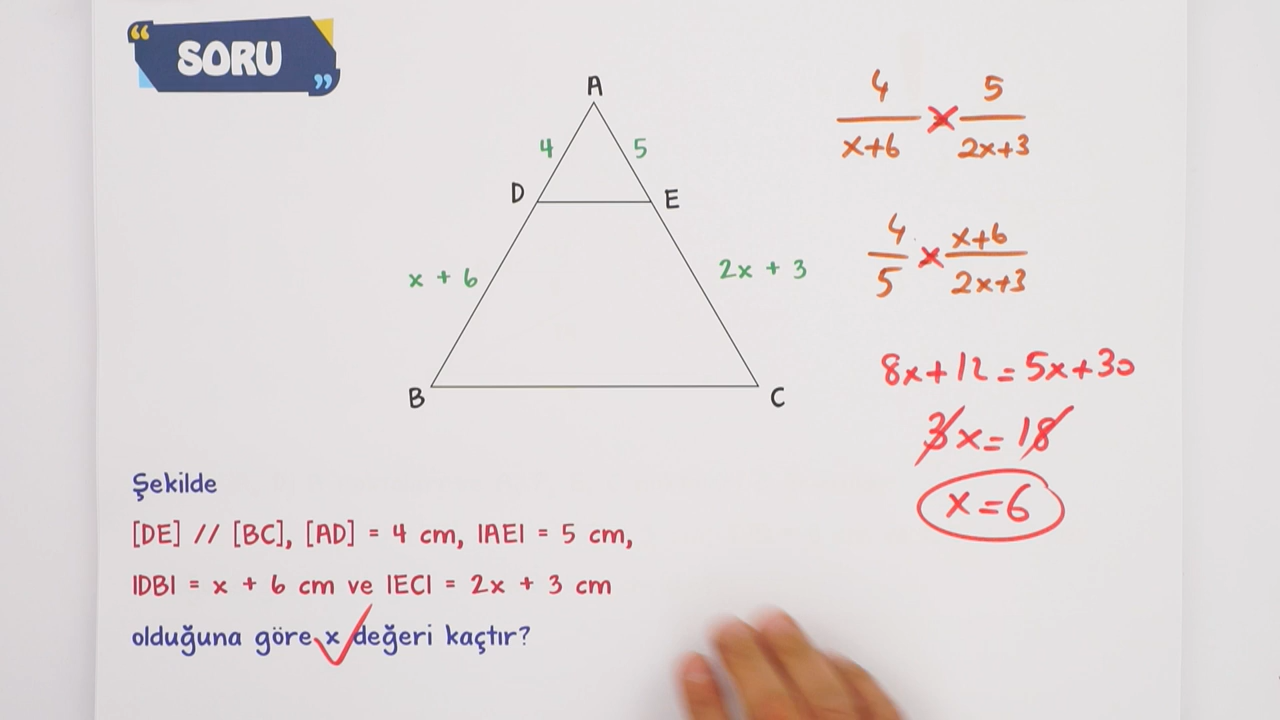 “ SORU ”
A
4 5
D E
x + 6 2x + 3
B C
4/x+6 × 5/2x+3
4/5 × x+6/2x+3
8x+12=5x+30
3x=18
x=6
Şekilde
[DE] // [BC], [AD] = 4 cm, |AE| = 5 cm,
|DB| = x + 6 cm ve |EC| = 2x + 3 cm
olduğuna göre x değeri kaçtır?